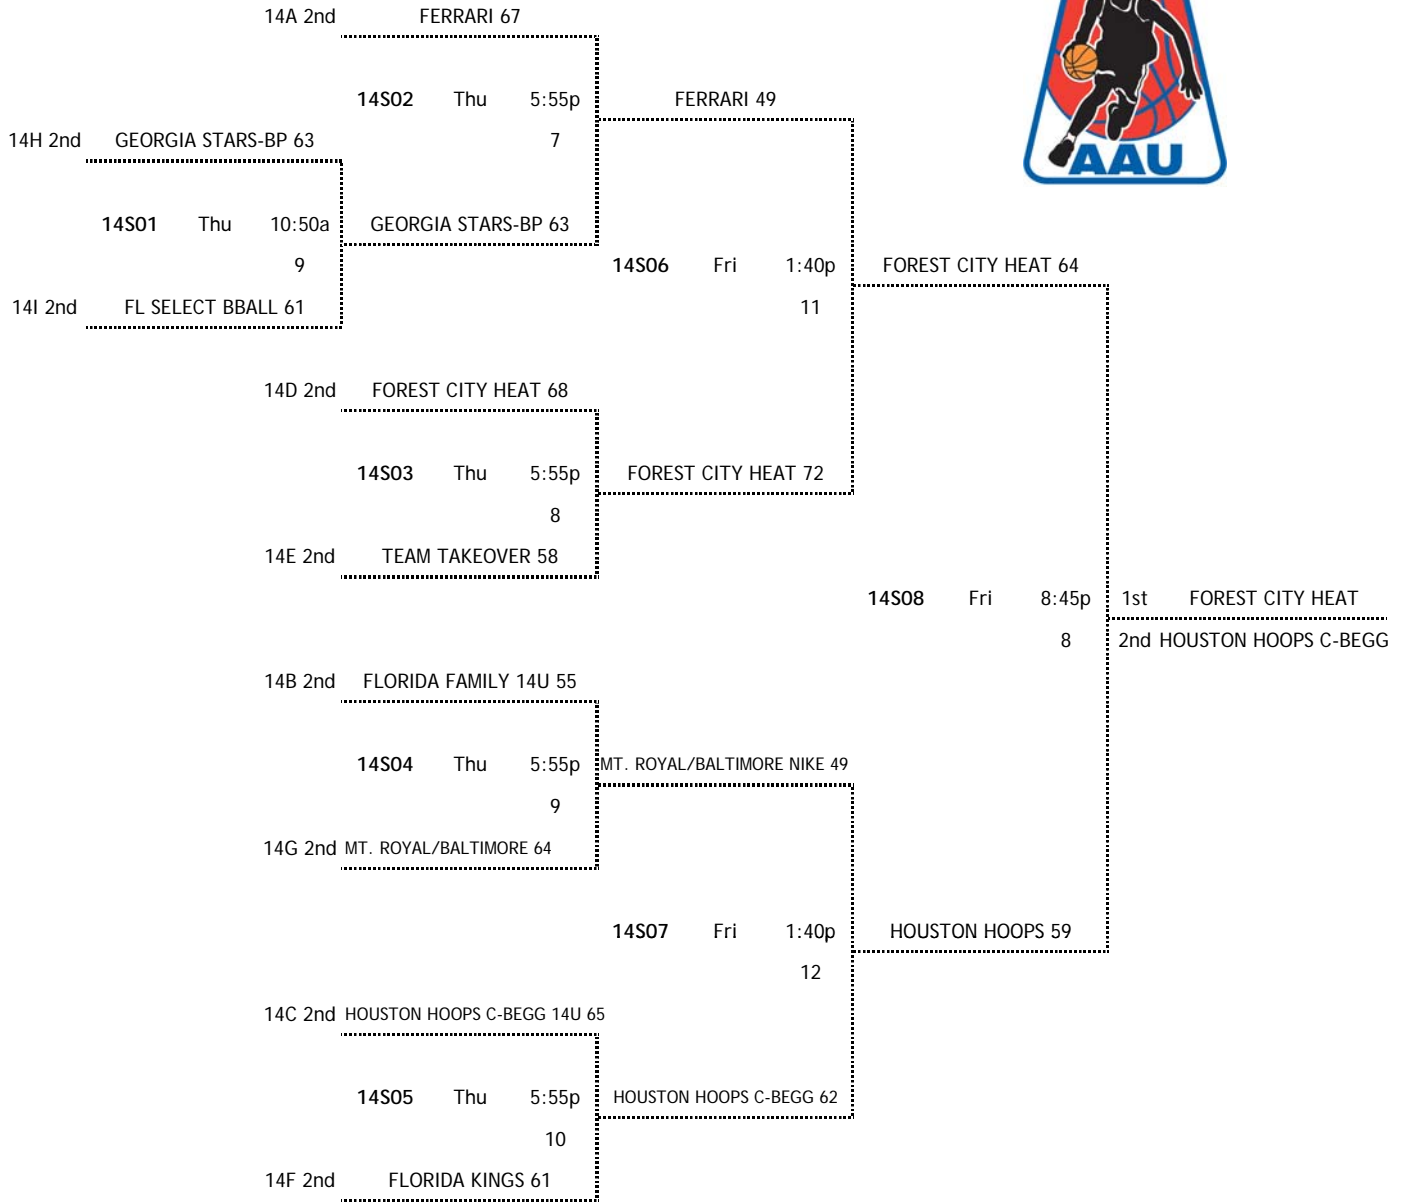 14A 2nd FERRARI 67
14S02 Thu 5:55p FERRARI 49
14H 2nd GEORGIA STARS-BP 63 7
AAU
14S01 Thu 10:50a GEORGIA STARS-BP 63
9 14S06 Fri 1:40p FOREST CITY HEAT 64
14I 2nd FL SELECT BBALL 61 11
14D 2nd FOREST CITY HEAT 68
14S03 Thu 5:55p FOREST CITY HEAT 72
8
14E 2nd TEAM TAKEOVER 58
14S08 Fri 8:45p 1st FOREST CITY HEAT
8 2nd HOUSTON HOOPS C-BEGG
14B 2nd FLORIDA FAMILY 14U 55
14S04 Thu 5:55p MT. ROYAL/BALTIMORE NIKE 49
9
14G 2nd MT. ROYAL/BALTIMORE 64
14S07 Fri 1:40p HOUSTON HOOPS 59
12
14C 2nd HOUSTON HOOPS C-BEGG 14U 65
14S05 Thu 5:55p HOUSTON HOOPS C-BEGG 62
10
14F 2nd FLORIDA KINGS 61